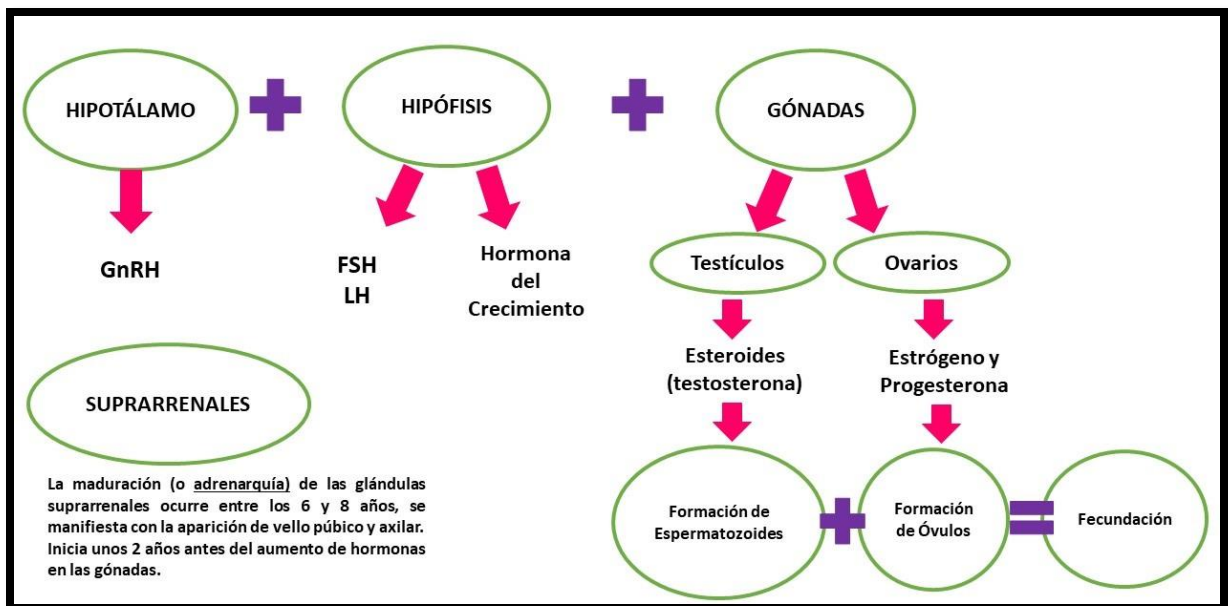 HIPOTÁLAMO
HIPÓFISIS
GÓNADAS
GnRH
FSH
LH
Hormona
del
Crecimiento
Testículos
Ovarios
Esteroides
(testosterona)
Estrógeno y
Progesterona
SUPRARRENALES
La maduración (o adrenarquía) de las glándulas
suprarrenales ocurre entre los 6 y 8 años, se
manifiesta con la aparición de vello púbico y axilar.
Inicia unos 2 años antes del aumento de hormonas
en las gónadas.
Formación de
Espermatozoides
Formación
de Óvulos
Fecundación